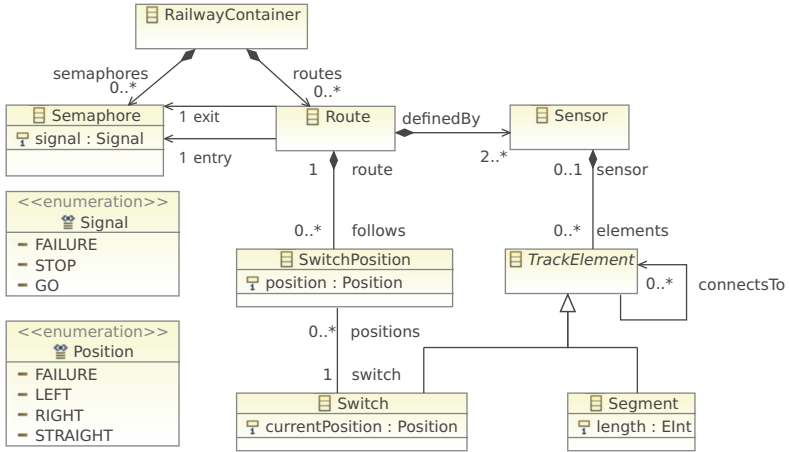 RailwayContainer
semaphores
0..*
routes
0..*
Semaphore
signal : Signal
1 exit
1 entry
Route
definedBy
2..*
Sensor
1 route
0..1 sensor
<<enumeration>>
Signal
FAILURE
STOP
GO
0..* follows
0..* elements
SwitchPosition
position : Position
TrackElement
0..*
connectsTo
<<enumeration>>
Position
FAILURE
LEFT
RIGHT
STRAIGHT
0..* positions
1 switch
Switch
currentPosition : Position
Segment
length : EInt